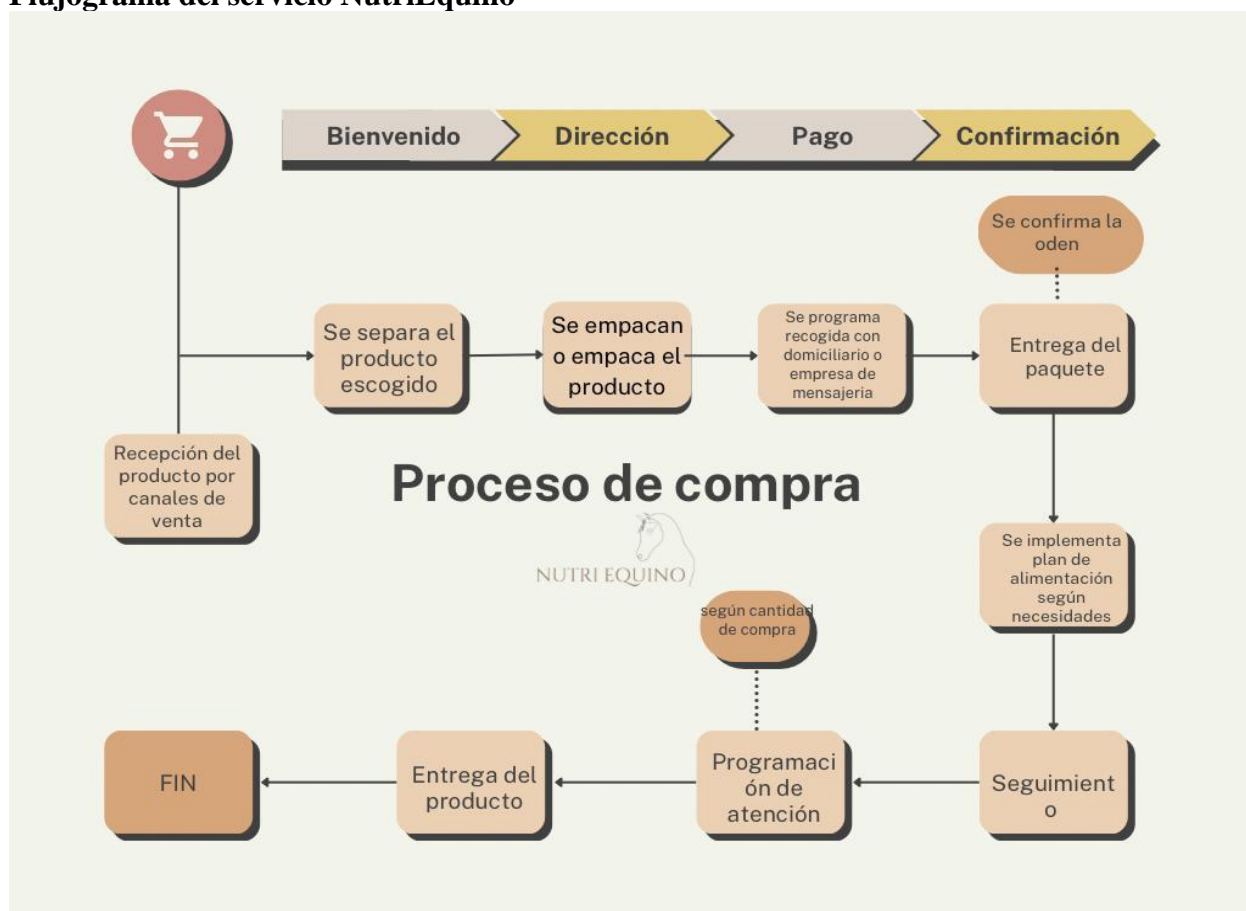 Flujograma del servicio NutriEquino
Bienvenido
Dirección
Pago
Confirmación
Se confirma la
oden
Se separa el
producto
escogido
Se empacan
o empaca el
producto
Se programa
recogida con
domiciliario o
empresa de
mensajeria
Entrega del
paquete
Recepción del
producto por
canales de
venta
Proceso de compra
NUTRI EQUINO
Se implementa
plan de
alimentación
según
necesidades
según cantidad
de compra
FIN
Entrega del
producto
Programaci
ón de
atención
Seguimient
o